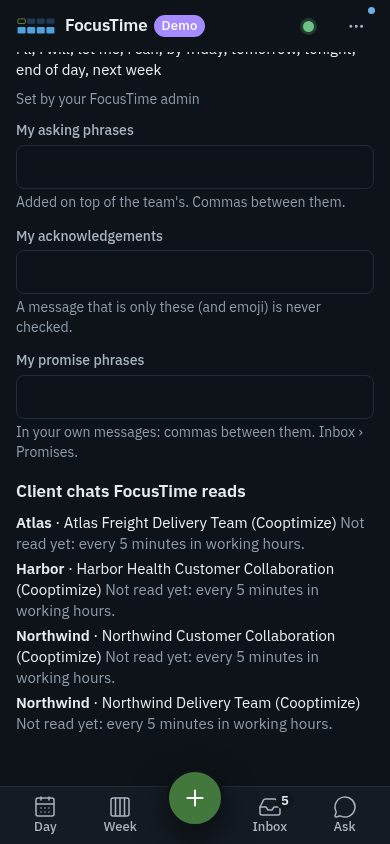 FocusTime Demo
end of day, next week
Set by your FocusTime admin
My asking phrases
Added on top of the team's. Commas between them.
My acknowledgements
A message that is only these (and emoji) is never
checked.
My promise phrases
In your own messages: commas between them. Inbox ›
Promises.
Client chats FocusTime reads
Atlas · Atlas Freight Delivery Team (Cooptimize) Not
read yet: every 5 minutes in working hours.
Harbor · Harbor Health Customer Collaboration
(Cooptimize) Not read yet: every 5 minutes in
working hours.
Northwind · Northwind Customer Collaboration
(Cooptimize) Not read yet: every 5 minutes in
working hours.
Northwind · Northwind Delivery Team (Cooptimize)
Not read yet: every 5 minutes in working hours.
5
Day Week Inbox Ask